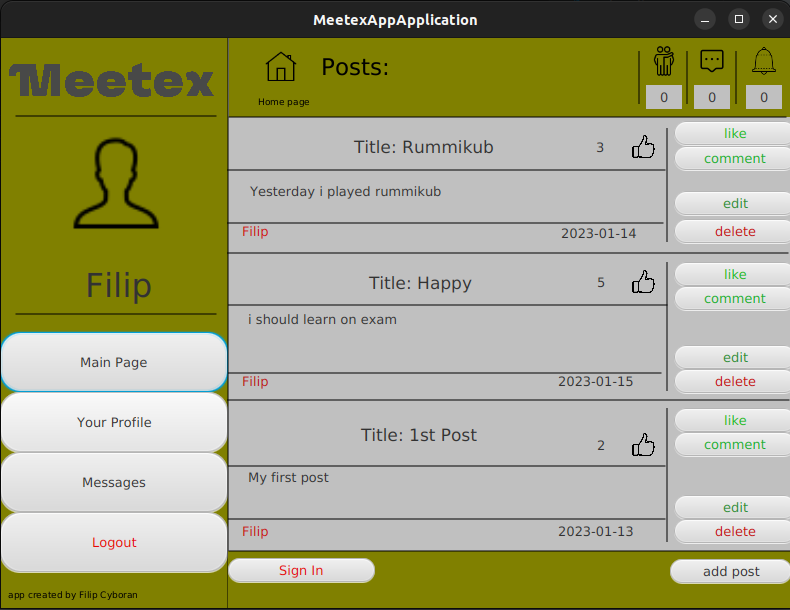 MeetexAppApplication
Meetex
Filip
Main Page
Your Profile
Messages
Logout
app created by Filip Cyboran
Home page
Posts:
0
0
0
Title: Rummikub
3
like
comment
Yesterday i played rummikub
edit
Filip
2023-01-14
delete
Title: Happy
5
like
comment
i should learn on exam
edit
Filip
2023-01-15
delete
Title: 1st Post
2
like
comment
My first post
edit
Filip
2023-01-13
delete
Sign In
add post